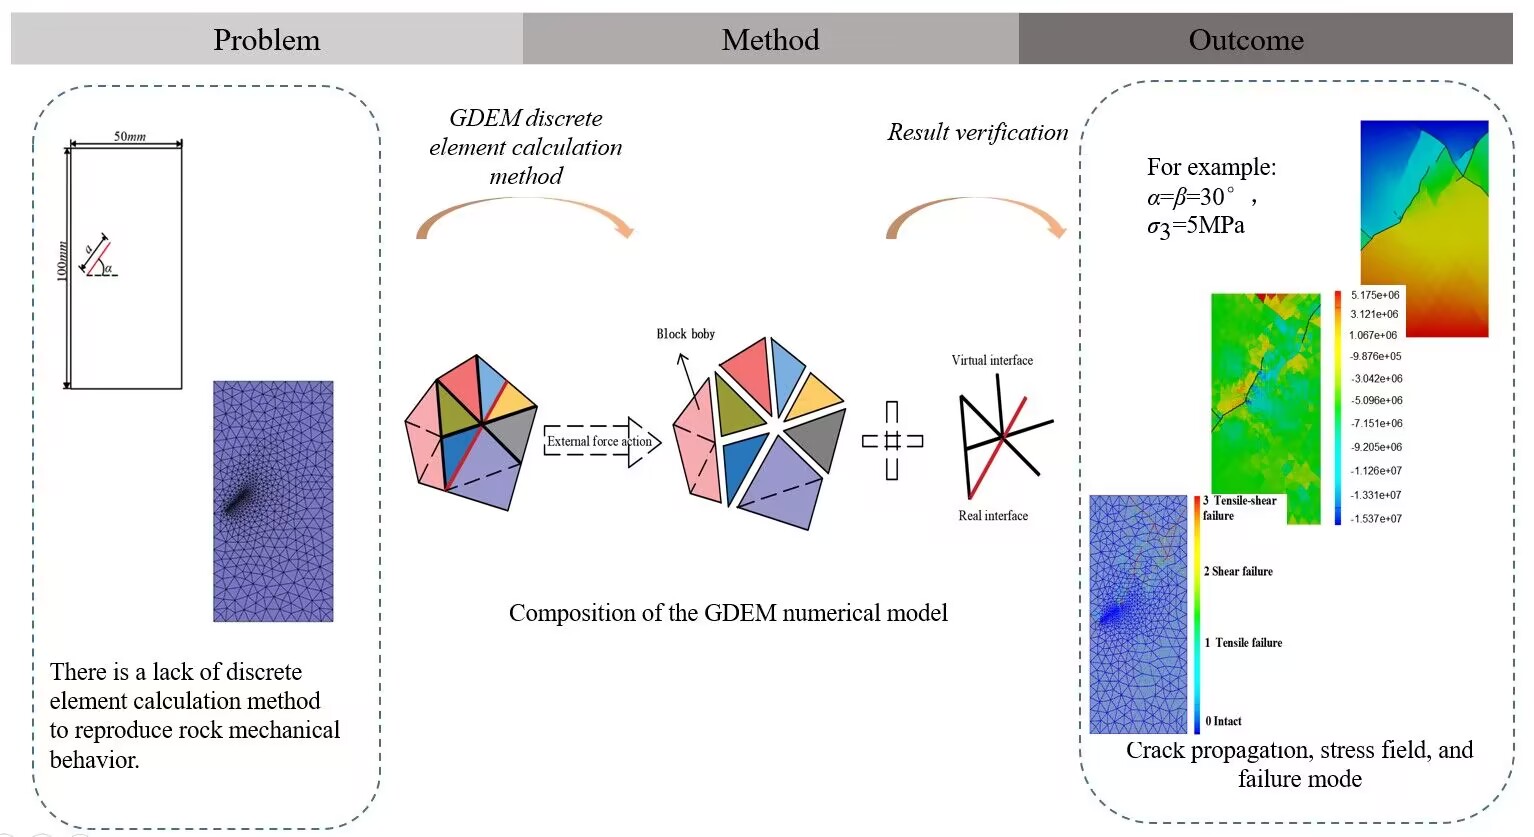 Problem
Method
Outcome
50mm
100mm
a
α
There is a lack of discrete
element calculation method
to reproduce rock mechanical
behavior.
GDEM discrete
element calculation
method
Block boby
External force action
Virtual interface
Real interface
Composition of the GDEM numerical model
Result verification
For example:
α=β=30°,
σ3=5MPa
5.175e+06
3.121e+06
1.067e+06
-9.876e+05
-3.042e+06
-5.096e+06
-7.151e+06
-9.205e+06
-1.126e+07
-1.331e+07
-1.537e+07
3 Tensile-shear
failure
2 Shear failure
1 Tensile failure
0 Intact
Crack propagation, stress field, and
failure mode